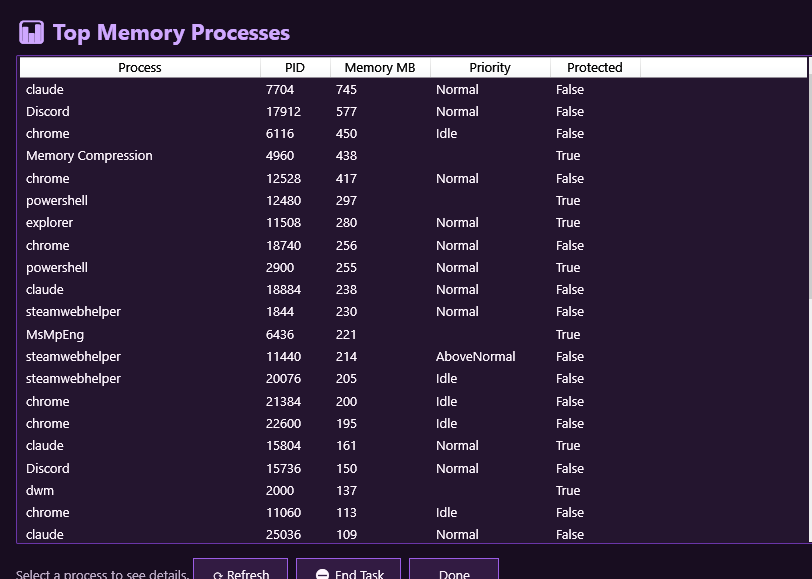 Top Memory Processes
Process PID Memory MB Priority Protected
claude 7704 745 Normal False
Discord 17912 577 Normal False
chrome 6116 450 Idle False
Memory Compression 4960 438 True
chrome 12528 417 Normal False
powershell 12480 297 True
explorer 11508 280 Normal True
chrome 18740 256 Normal False
powershell 2900 255 Normal True
claude 18884 238 Normal False
steamwebhelper 1844 230 Normal False
MsMpEng 6436 221 True
steamwebhelper 11440 214 AboveNormal False
steamwebhelper 20076 205 Idle False
chrome 21384 200 Idle False
chrome 22600 195 Idle False
claude 15804 161 Normal True
Discord 15736 150 Normal False
dwm 2000 137 True
chrome 11060 113 Idle False
claude 25036 109 Normal False
Select a process to see details. Refresh End Task Done